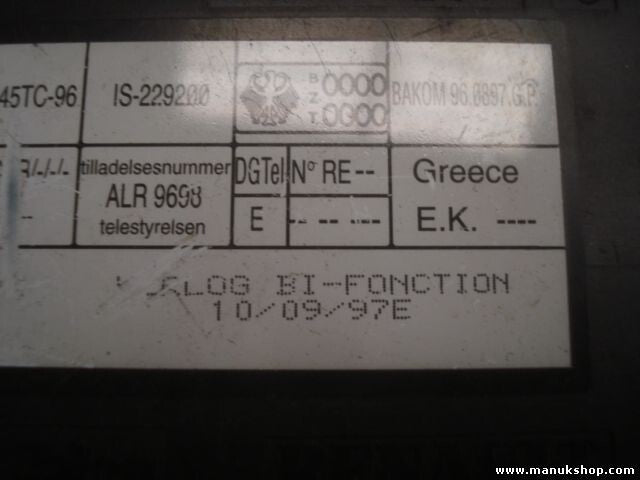 45TC-96 IS-229200 BZT 0000 0000 BAKOM 96.0897.G.P.
R/-/-/- tilladelsesnummer DGTel N° RE-- Greece
-- ALR 9698 E -- -- --- E.K. ----
telestyrelsen
BI-FONCTION
10/09/97E
www.manukshop.com